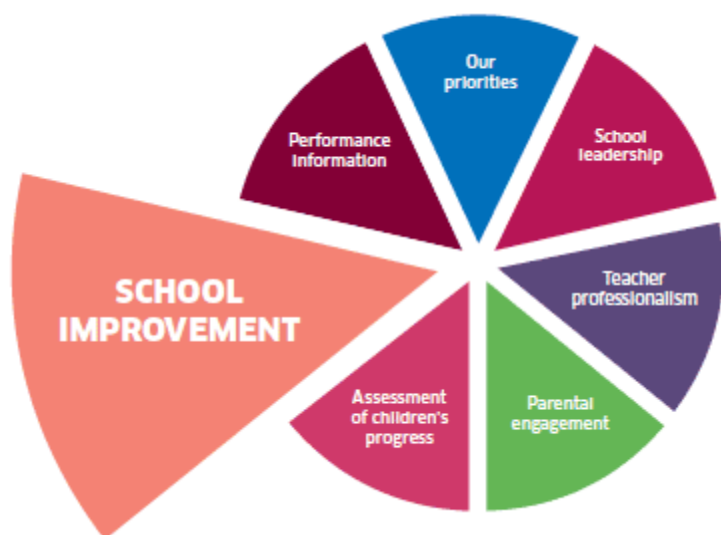 Our
priorities
School
leadership
Teacher
professionalism
Parental
engagement
Assessment
of children's
progress
SCHOOL
IMPROVEMENT
Performance
Information